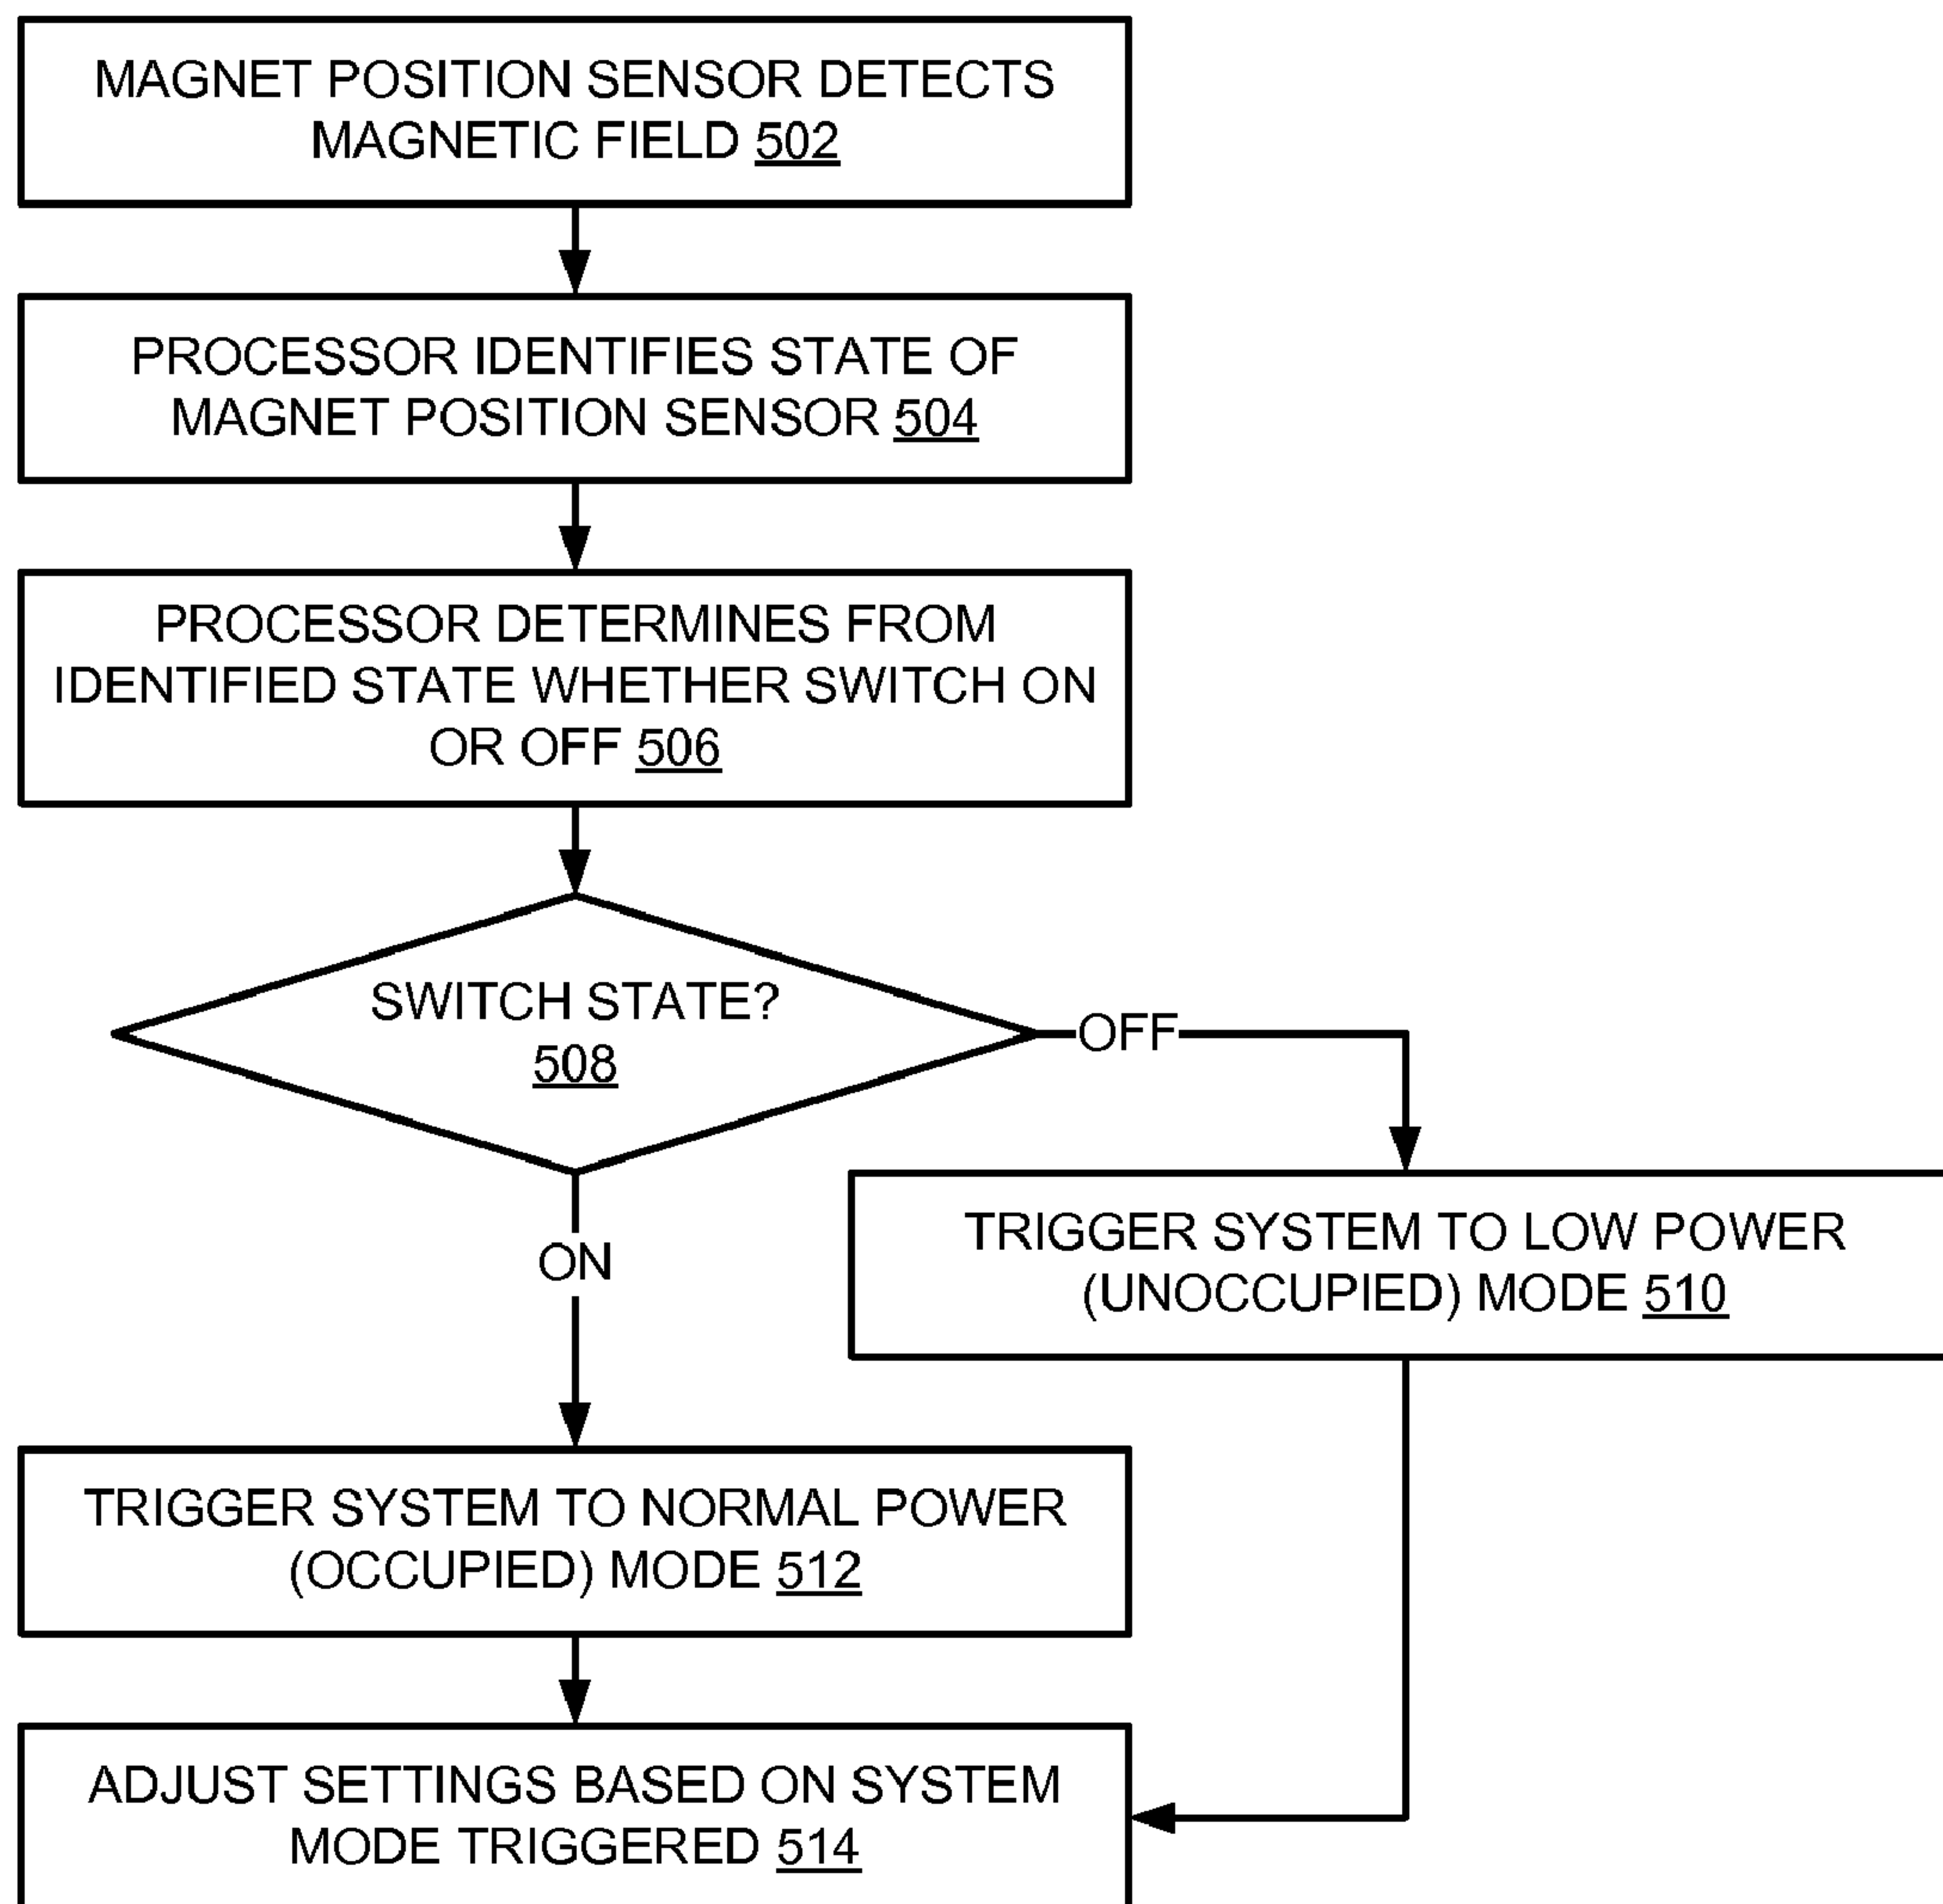 MAGNET POSITION SENSOR DETECTS
MAGNETIC FIELD 502
PROCESSOR IDENTIFIES STATE OF
MAGNET POSITION SENSOR 504
PROCESSOR DETERMINES FROM
IDENTIFIED STATE WHETHER SWITCH ON
OR OFF 506
SWITCH STATE?
508
OFF
TRIGGER SYSTEM TO LOW POWER
(UNOCCUPIED) MODE 510
ON
TRIGGER SYSTEM TO NORMAL POWER
(OCCUPIED) MODE 512
ADJUST SETTINGS BASED ON SYSTEM
MODE TRIGGERED 514